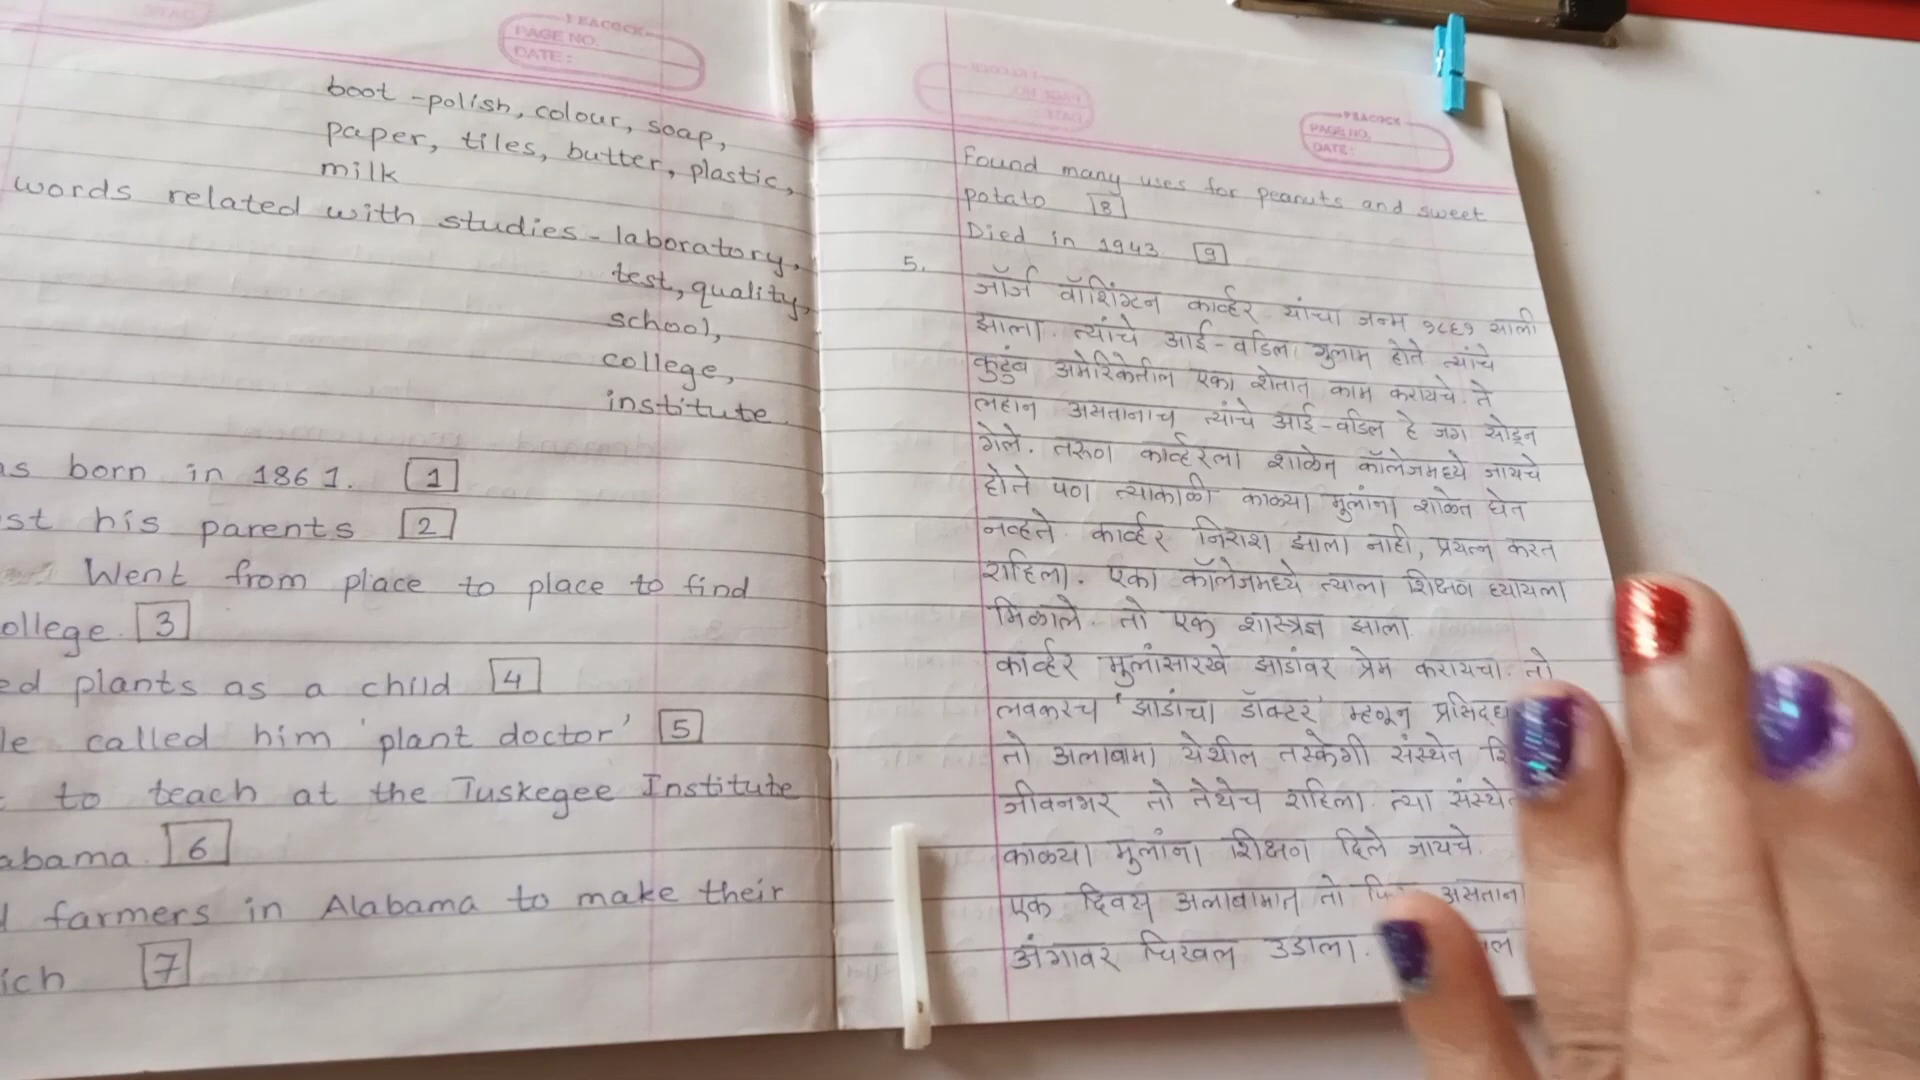 PEACOCK
PAGE NO.
DATE:
boot-polish, colour, soap,
paper, tiles, butter, plastic,
milk
words related with studies - laboratory,
test, quality,
school,
college,
institute
as born in 1861. 1
st his parents 2
Went from place to place to find
ollege. 3
ed plants as a child 4
le called him 'plant doctor' 5
to teach at the Tuskegee Institute
abama. 6
farmers in Alabama to make their
ich 7
PEACOCK
PAGE NO.
DATE:
Found many uses for peanuts and sweet
potato 8
Died in 1943. 9
5. जॉर्ज वॉशिंग्टन कार्व्हर यांचा जन्म १८६१ साली
झाला. त्यांचे आई-वडिल गुलाम होते त्यांचे
कुटुंब अमेरिकेतील एका शेतात काम करायचे. ते
लहान असतानाच त्यांचे आई-वडिल हे जग सोडून
गेले. तरूण कार्व्हरला शाळेत कॉलेजमध्ये जायचे
होते पण त्याकाळी काळ्या मुलांना शाळेत घेत
नव्हते. कार्व्हर निराश झाला नाही, प्रयत्न करत
राहिला. एका कॉलेजमध्ये त्याला शिक्षण घ्यायला
मिळाले. तो एक शास्त्रज्ञ झाला.
कार्व्हर मुलांसारखे झाडांवर प्रेम करायचा. तो
लवकरच 'झाडांचा डॉक्टर' म्हणून प्रसिद्ध
तो अलाबामा येथील तस्केगी संस्थेत शि
जीवनभर तो तेथेच राहिला. त्या संस्थेत
काळ्या मुलांना शिक्षण दिले जायचे.
एक दिवस अलाबामात तो असताना
अंगावर चिखल उडाला.